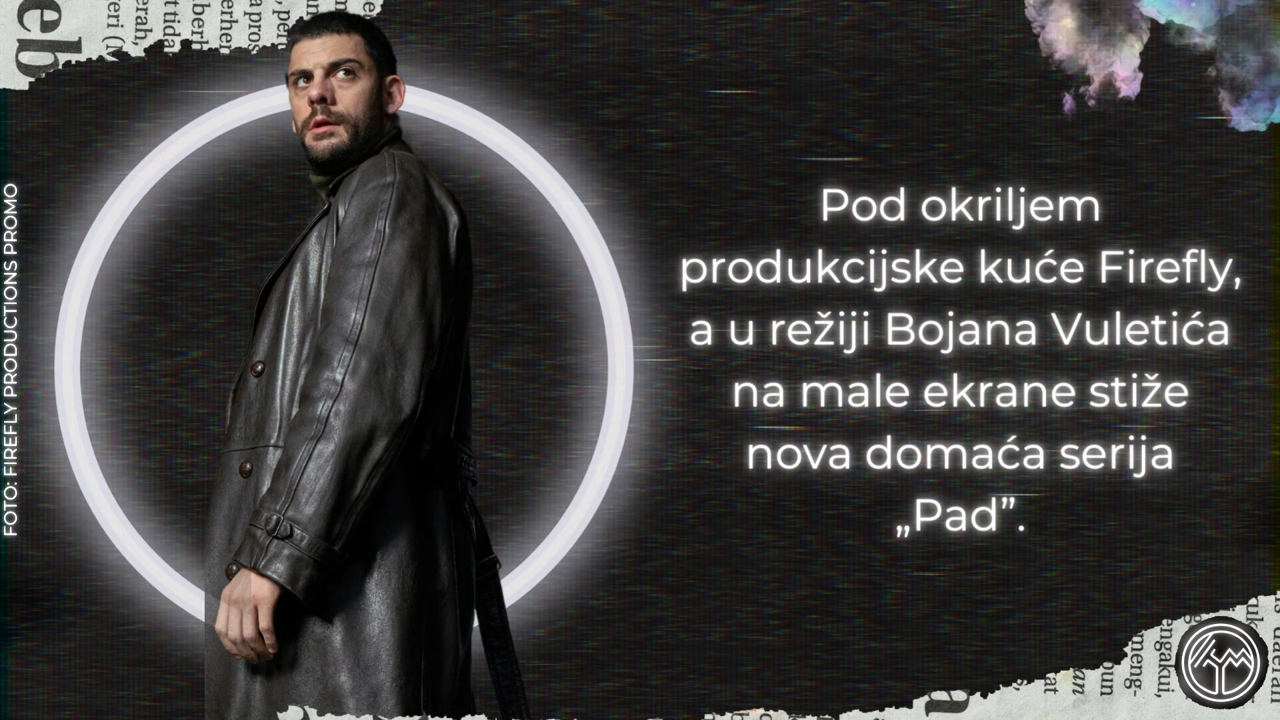 FOTO: FIREFLY PRODUCTIONS PROMO
Pod okriljem
produkcijske kuće Firefly,
a u režiji Bojana Vuletića
na male ekrane stiže
nova domaća serija
„Pad”.